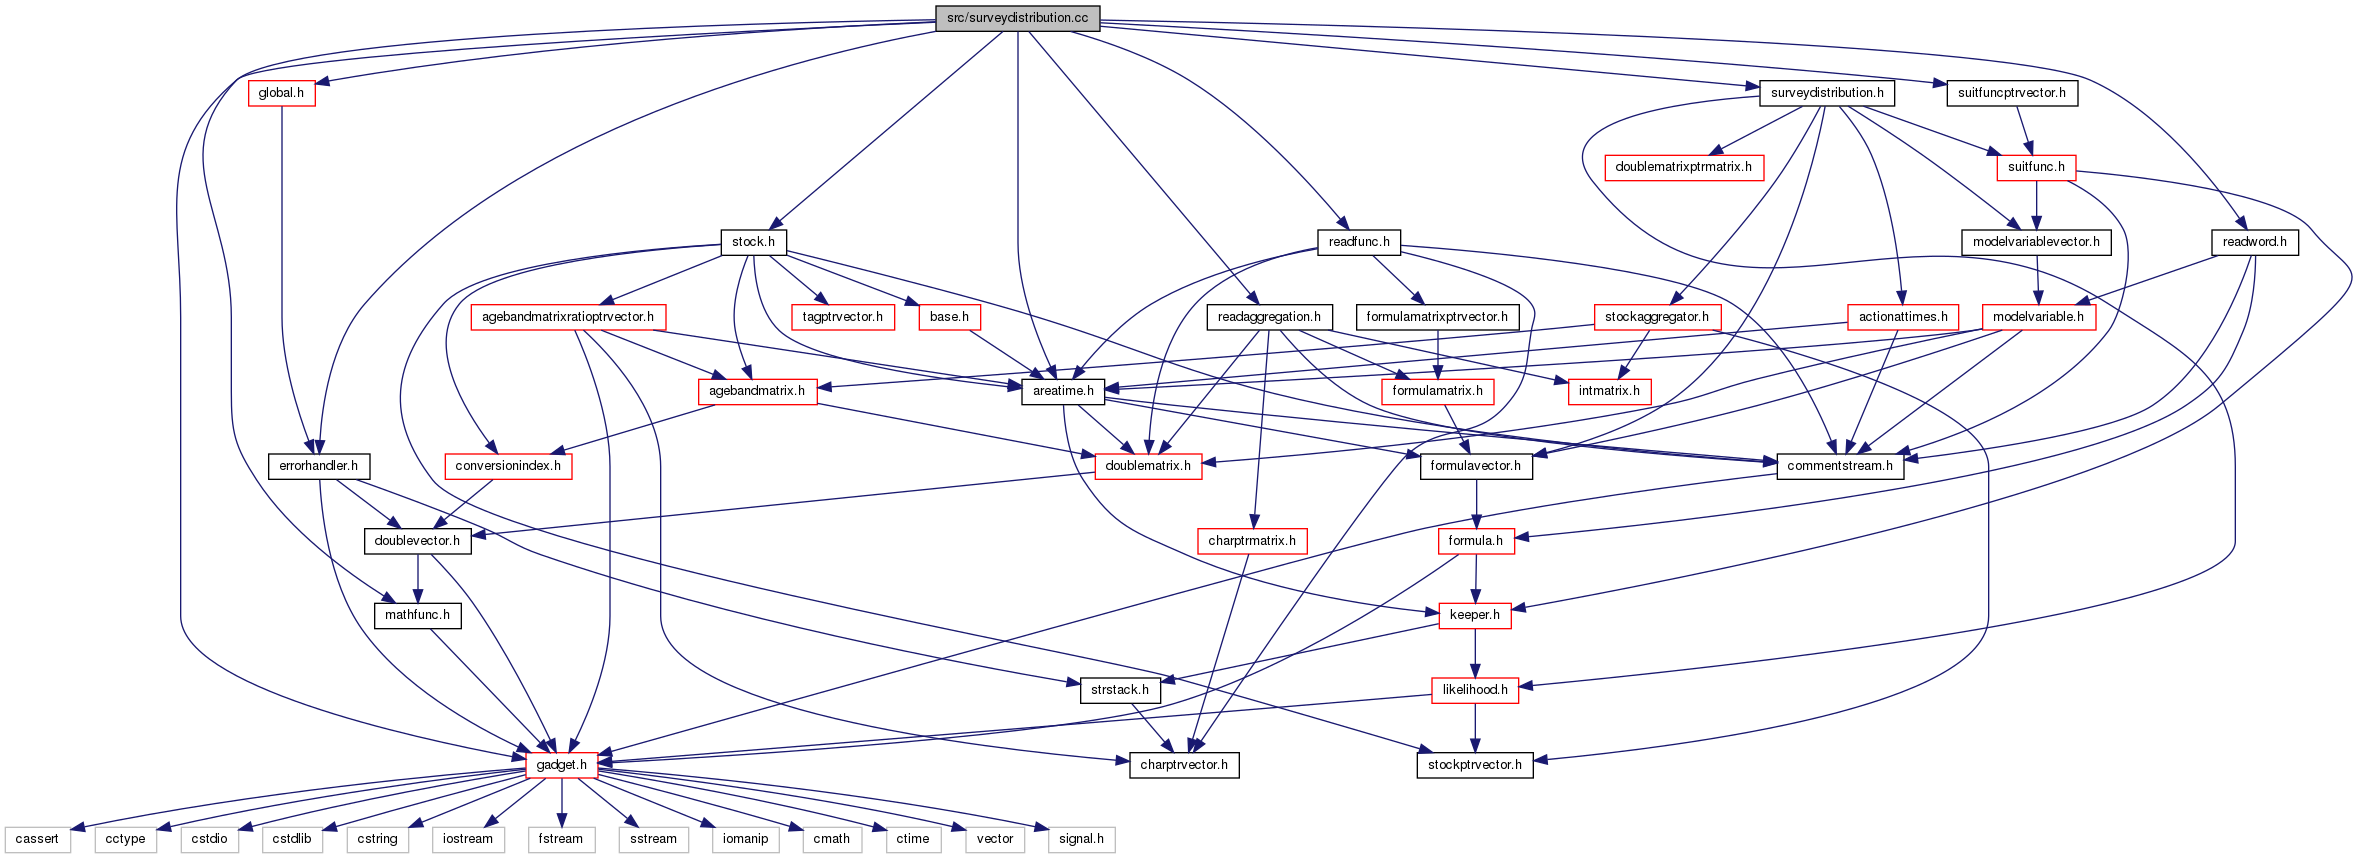 src/surveydistribution.cc
global.h
surveydistribution.h
suitfuncptrvector.h
doublematrixptrmatrix.h
suitfunc.h
stock.h
readfunc.h
modelvariablevector.h
readword.h
agebandmatrixratioptrvector.h
tagptrvector.h
base.h
readaggregation.h
formulamatrixptrvector.h
stockaggregator.h
actionattimes.h
modelvariable.h
agebandmatrix.h
areatime.h
formulamatrix.h
intmatrix.h
errorhandler.h
conversionindex.h
doublematrix.h
formulavector.h
commentstream.h
doublevector.h
charptrmatrix.h
formula.h
mathfunc.h
keeper.h
strstack.h
likelihood.h
gadget.h
charptrvector.h
stockptrvector.h
cassert
cctype
cstdio
cstdlib
cstring
iostream
fstream
sstream
iomanip
cmath
ctime
vector
signal.h